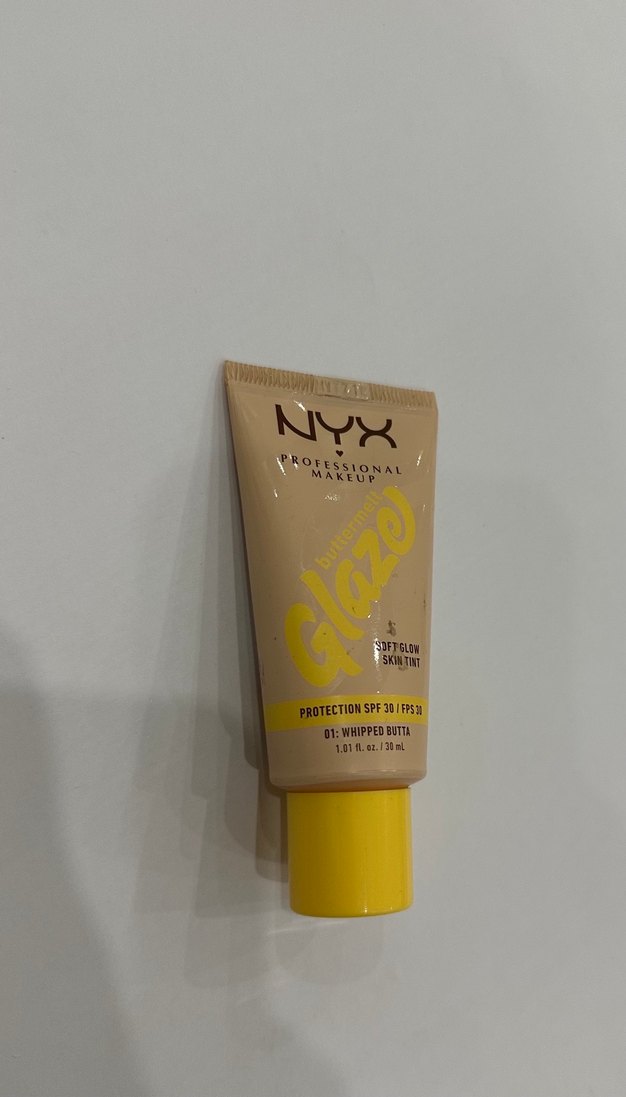 NYX
PROFESSIONAL
MAKEUP
buttermelt
Glaze
SOFT GLOW
SKIN TINT
PROTECTION SPF 30 / FPS 30
01: WHIPPED BUTTA
1.01 fl. oz. / 30 mL